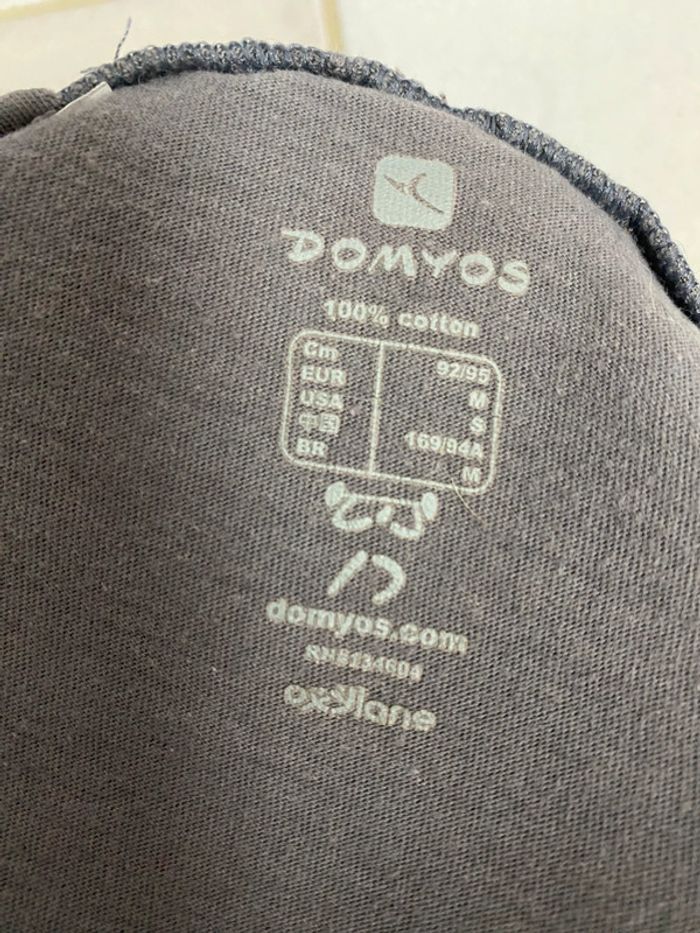 DOMYOS
100% cotton
Cm 92/95
EUR M
USA S
中国 169/94A
BR M
domyos.com
oxylane